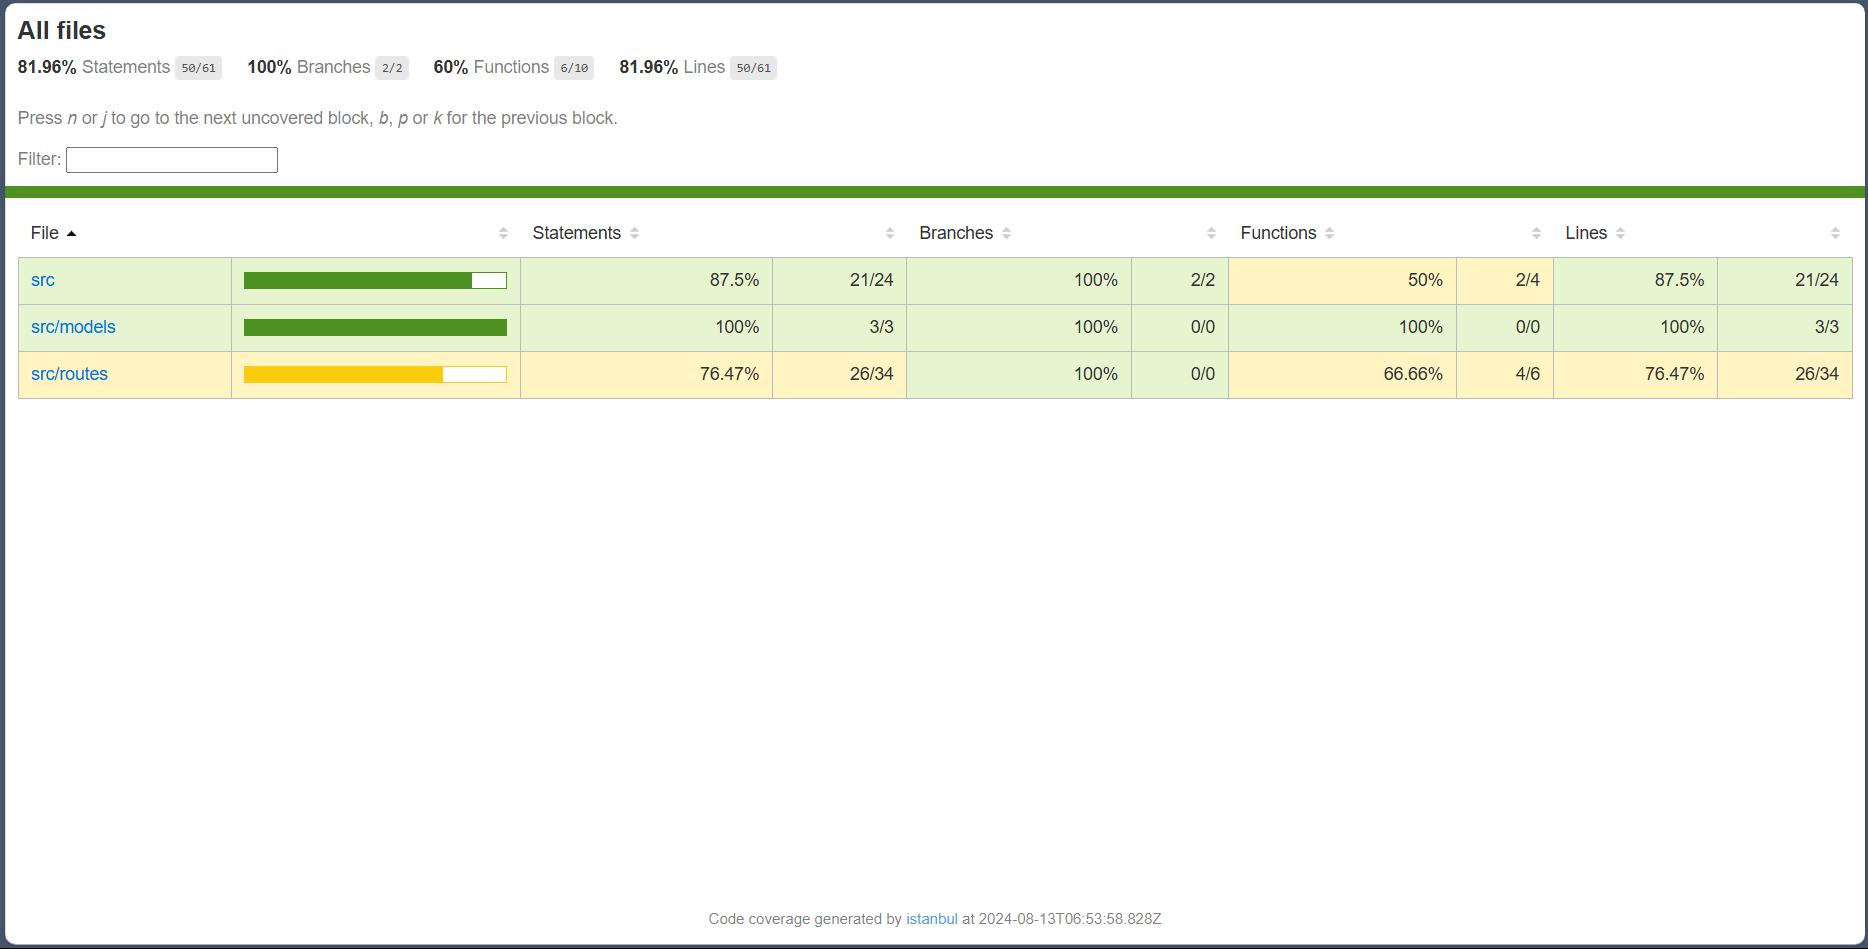 All files
81.96% Statements 50/61 100% Branches 2/2 60% Functions 6/10 81.96% Lines 50/61
Press n or j to go to the next uncovered block, b, p or k for the previous block.
Filter:
File Statements Branches Functions Lines
src 87.5% 21/24 100% 2/2 50% 2/4 87.5% 21/24
src/models 100% 3/3 100% 0/0 100% 0/0 100% 3/3
src/routes 76.47% 26/34 100% 0/0 66.66% 4/6 76.47% 26/34
Code coverage generated by istanbul at 2024-08-13T06:53:58.828Z